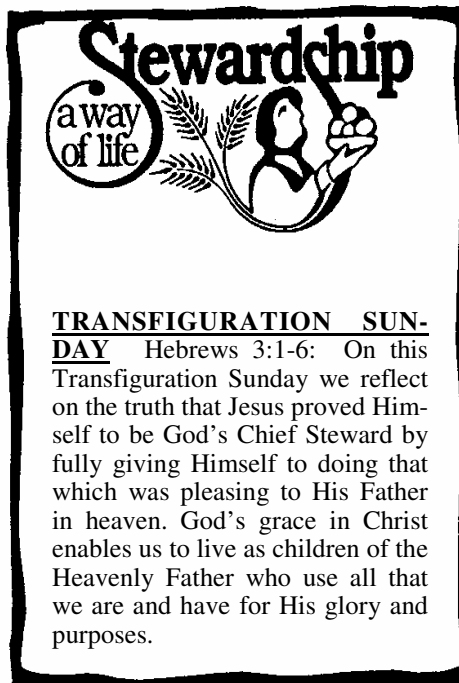 Stewardship
a way
of life
TRANSFIGURATION SUN-
DAY Hebrews 3:1-6: On this
Transfiguration Sunday we reflect
on the truth that Jesus proved Him-
self to be God's Chief Steward by
fully giving Himself to doing that
which was pleasing to His Father
in heaven. God's grace in Christ
enables us to live as children of the
Heavenly Father who use all that
we are and have for His glory and
purposes.